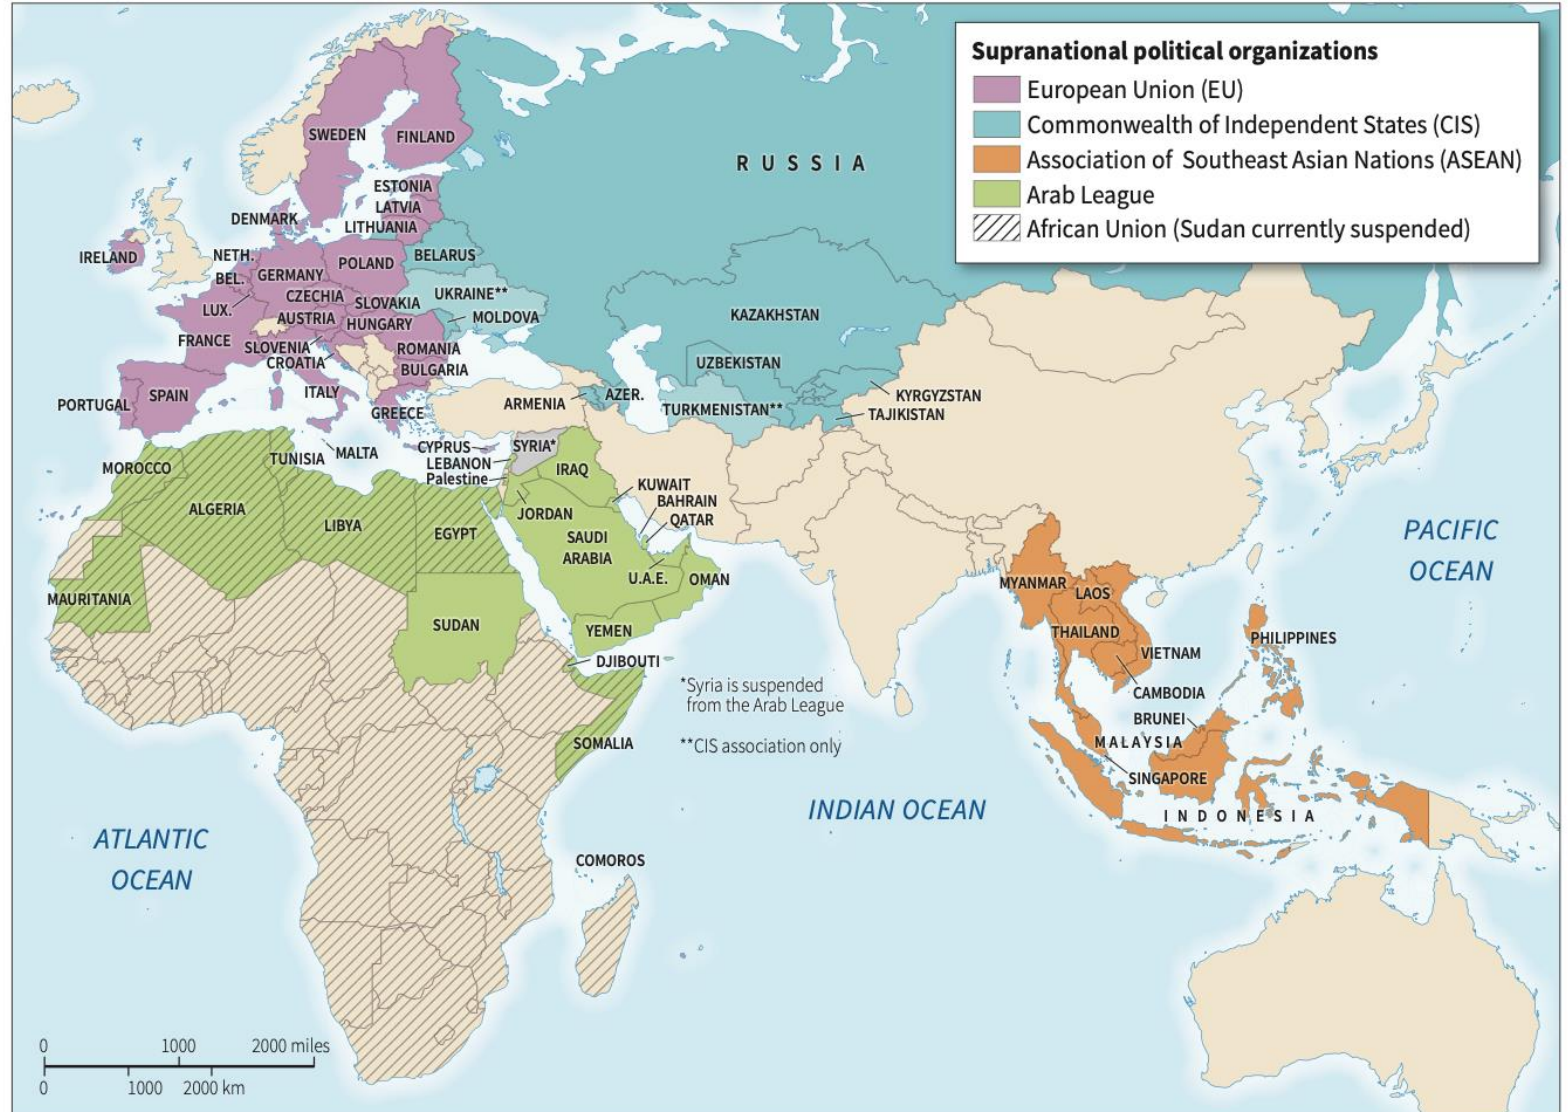 Supranational political organizations
European Union (EU)
Commonwealth of Independent States (CIS)
Association of Southeast Asian Nations (ASEAN)
Arab League
African Union (Sudan currently suspended)
RUSSIA
SWEDEN
FINLAND
ESTONIA
LATVIA
LITHUANIA
DENMARK
IRELAND
NETH.
BEL.
LUX.
GERMANY
POLAND
BELARUS
CZECHIA
SLOVAKIA
UKRAINE**
MOLDOVA
AUSTRIA
HUNGARY
FRANCE
SLOVENIA
CROATIA
ROMANIA
BULGARIA
ITALY
SPAIN
PORTUGAL
GREECE
KAZAKHSTAN
UZBEKISTAN
KYRGYZSTAN
TAJIKISTAN
TURKMENISTAN**
ARMENIA
AZER.
MALTA
CYPRUS
SYRIA*
LEBANON
Palestine
IRAQ
JORDAN
KUWAIT
BAHRAIN
QATAR
SAUDI
ARABIA
U.A.E.
OMAN
YEMEN
MOROCCO
TUNISIA
ALGERIA
LIBYA
EGYPT
MAURITANIA
SUDAN
DJIBOUTI
SOMALIA
COMOROS
*Syria is suspended
from the Arab League
**CIS association only
MYANMAR
LAOS
THAILAND
VIETNAM
CAMBODIA
PHILIPPINES
BRUNEI
MALAYSIA
SINGAPORE
INDONESIA
PACIFIC
OCEAN
INDIAN OCEAN
ATLANTIC
OCEAN
0 1000 2000 miles
0 1000 2000 km